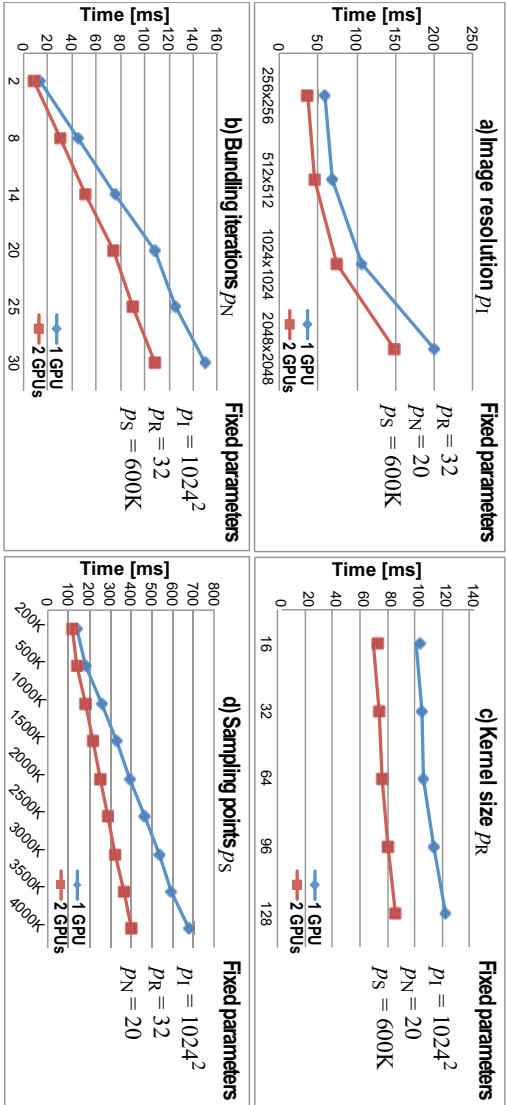 a) Image resolution pI
Time [ms]
0
50
100
150
200
250
256x256
512x512
1024x1024
2048x2048
1 GPU
2 GPUs
Fixed parameters
pR = 32
pN = 20
pS = 600K
b) Bundling iterations pN
Time [ms]
0
20
40
60
80
100
120
140
160
2
8
14
20
25
30
1 GPU
2 GPUs
Fixed parameters
pI = 1024²
pR = 32
pS = 600K
c) Kernel size pR
Time [ms]
0
20
40
60
80
100
120
140
16
32
64
96
128
1 GPU
2 GPUs
Fixed parameters
pI = 1024²
pN = 20
pS = 600K
d) Sampling points pS
Time [ms]
0
100
200
300
400
500
600
700
800
200K
500K
1000K
1500K
2000K
2500K
3000K
3500K
4000K
1 GPU
2 GPUs
Fixed parameters
pI = 1024²
pR = 32
pN = 20